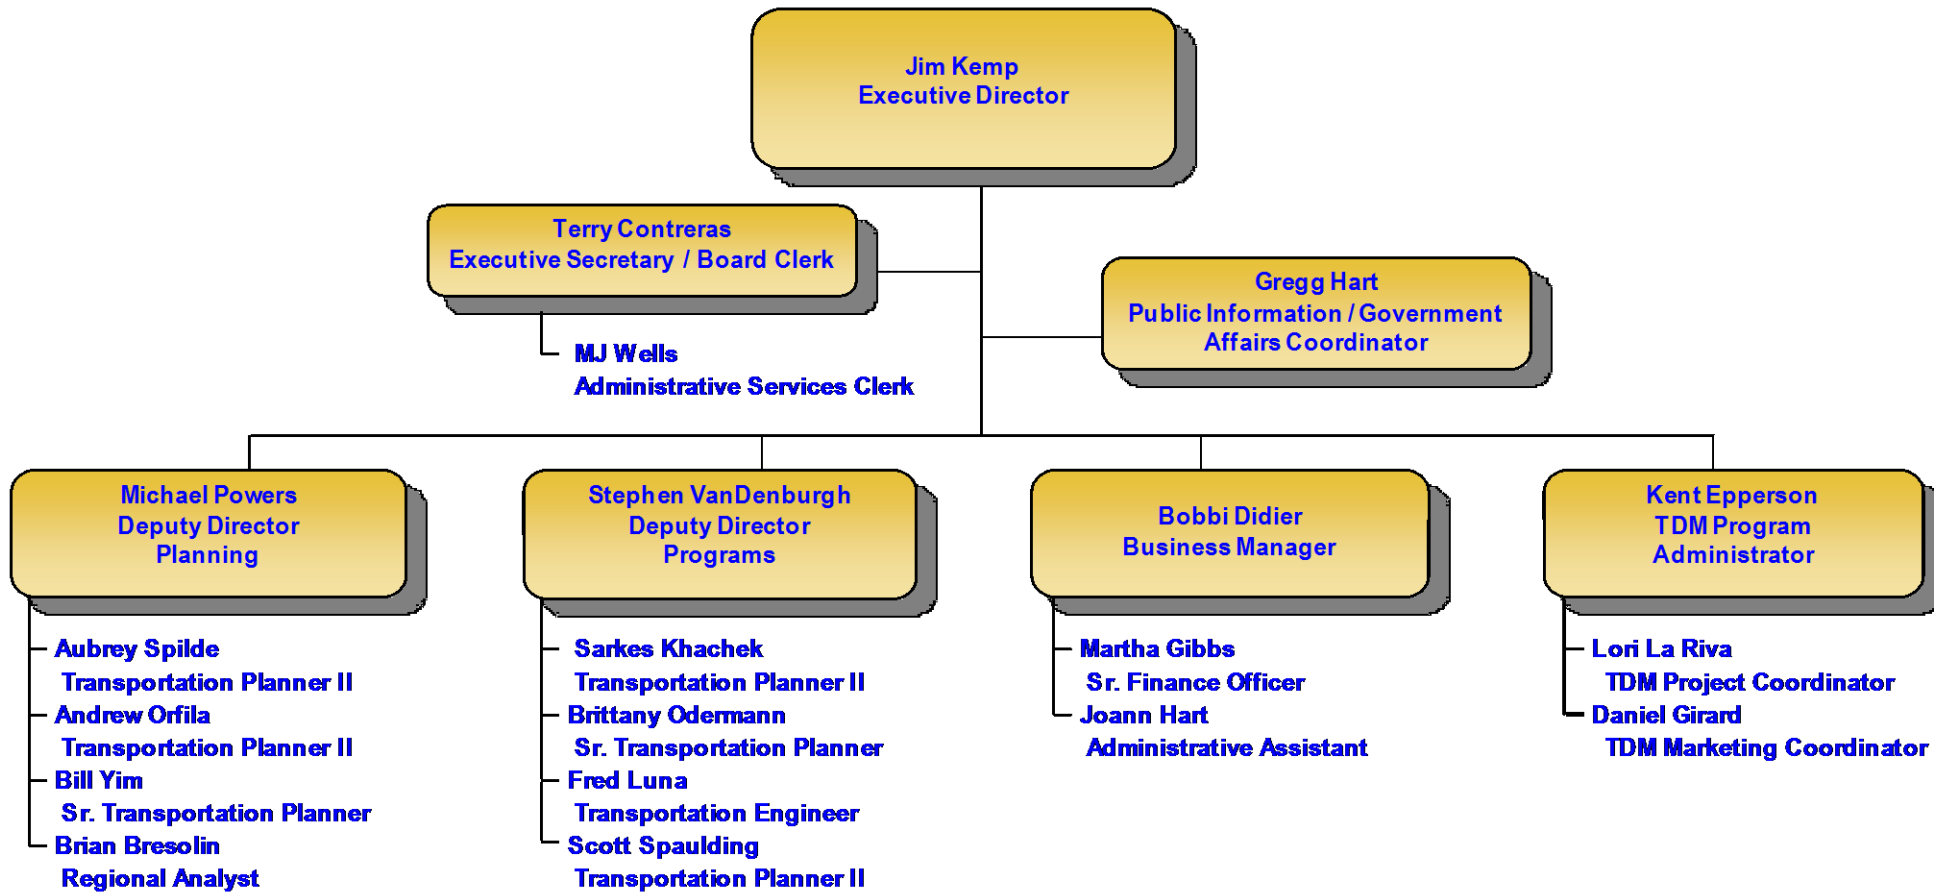 Jim Kemp
Executive Director
Terry Contreras
Executive Secretary / Board Clerk
MJ Wells
Administrative Services Clerk
Gregg Hart
Public Information / Government
Affairs Coordinator
Michael Powers
Deputy Director
Planning
Aubrey Spilde
Transportation Planner II
Andrew Orfila
Transportation Planner II
Bill Yim
Sr. Transportation Planner
Brian Bresolin
Regional Analyst
Stephen VanDenburgh
Deputy Director
Programs
Sarkes Khachek
Transportation Planner II
Brittany Odermann
Sr. Transportation Planner
Fred Luna
Transportation Engineer
Scott Spaulding
Transportation Planner II
Bobbi Didier
Business Manager
Martha Gibbs
Sr. Finance Officer
Joann Hart
Administrative Assistant
Kent Epperson
TDM Program
Administrator
Lori La Riva
TDM Project Coordinator
Daniel Girard
TDM Marketing Coordinator